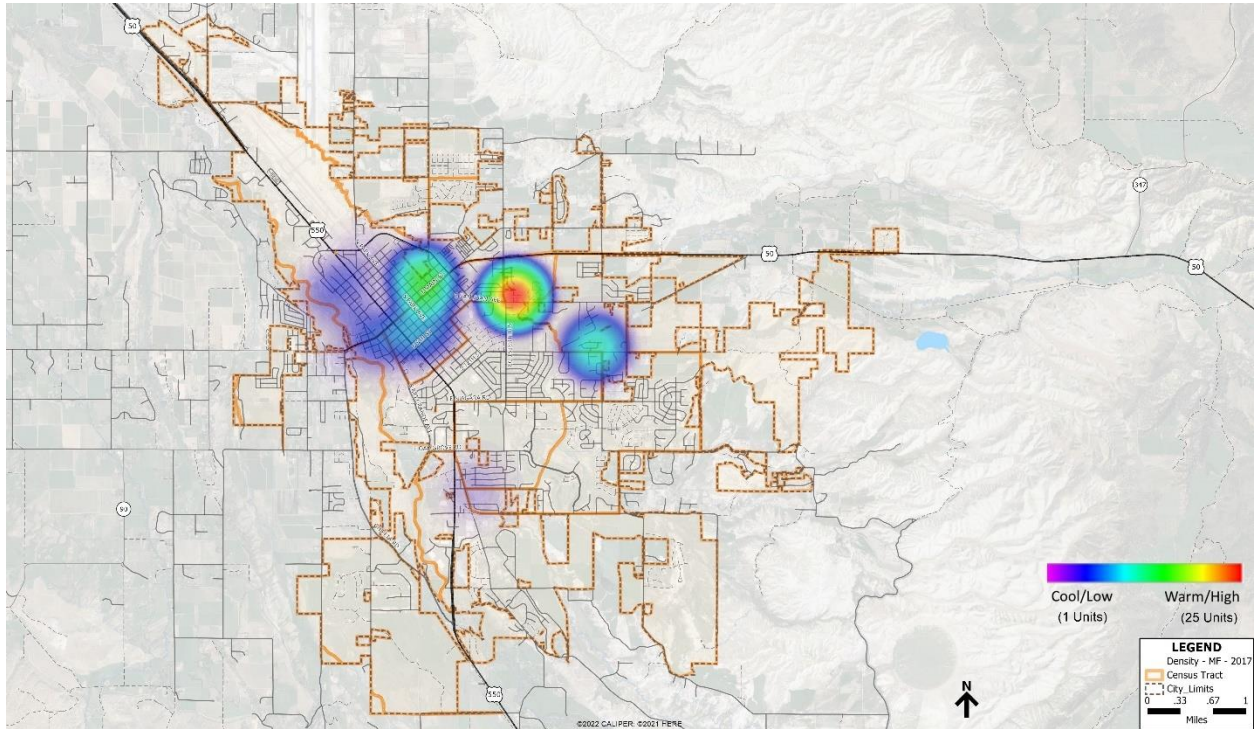 50
550
347
50
50
90
550
Cool/Low Warm/High
(1 Units) (25 Units)
LEGEND
Density - MF - 2017
Census Tract
City_Limits
0 .33 .67 1
Miles
N
©2022 CALIPER; ©2021 HERE